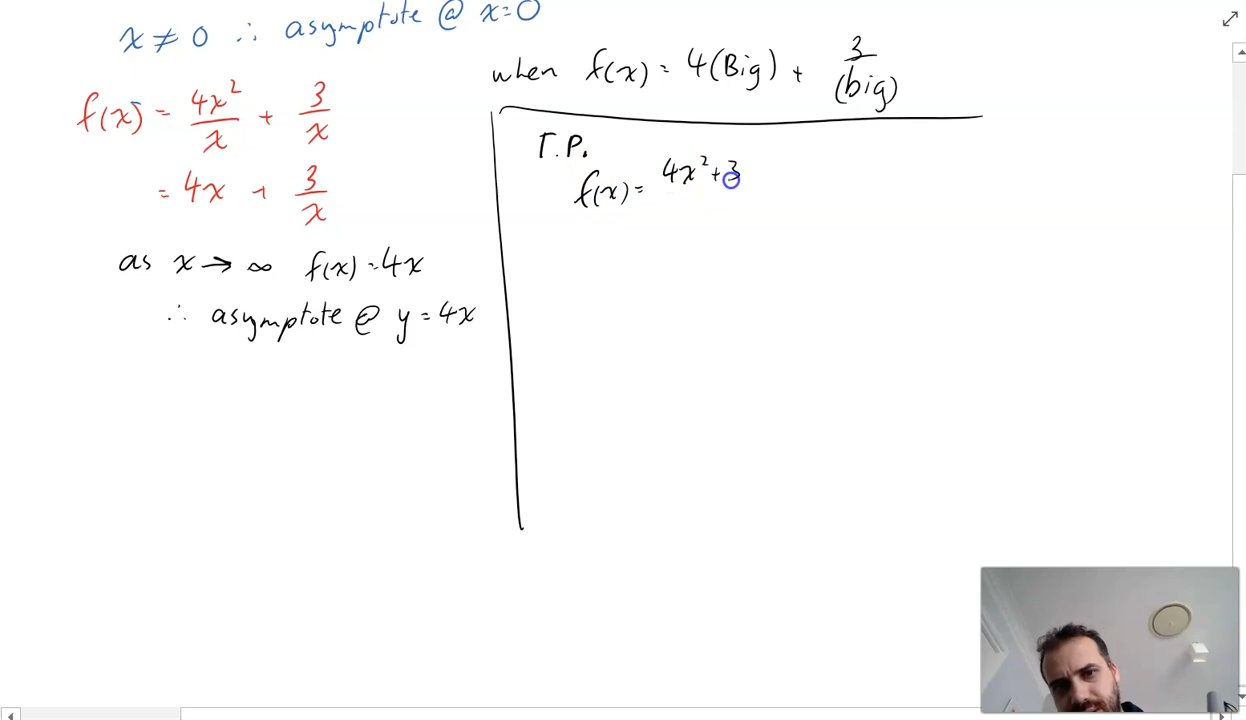 x ≠ 0 ∴ asymptote @ x=0
f(x) = 4x²/x + 3/x
= 4x + 3/x
as x → ∞ f(x) = 4x
∴ asymptote @ y = 4x
when f(x) = 4(Big) + 3/(big)
T.P.
f(x) = 4x² + 3